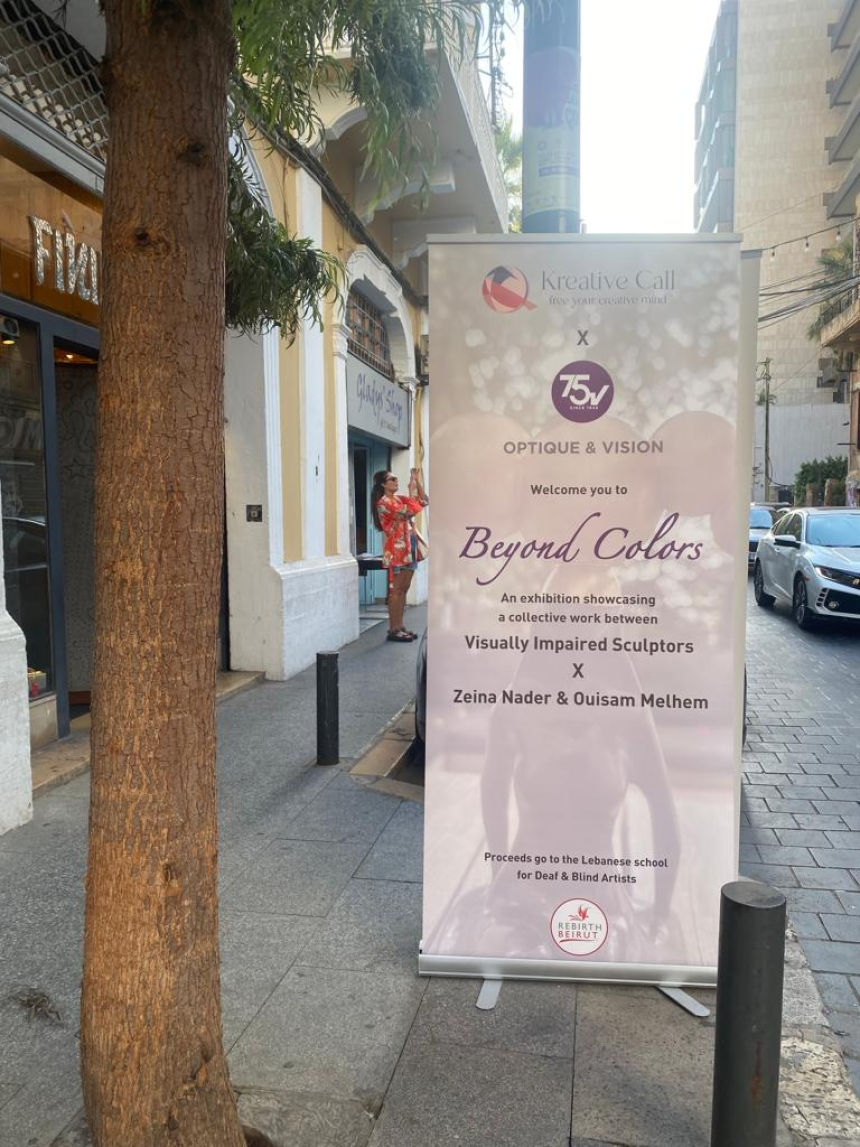 FINI
Gladys' Shop
Kreative Call
free your creative mind
X
75
SINCE 1948
OPTIQUE & VISION
Welcome you to
Beyond Colors
An exhibition showcasing
a collective work between
Visually Impaired Sculptors
X
Zeina Nader & Ouisam Melhem
Proceeds go to the Lebanese school
for Deaf & Blind Artists
REBIRTH
BEIRUT